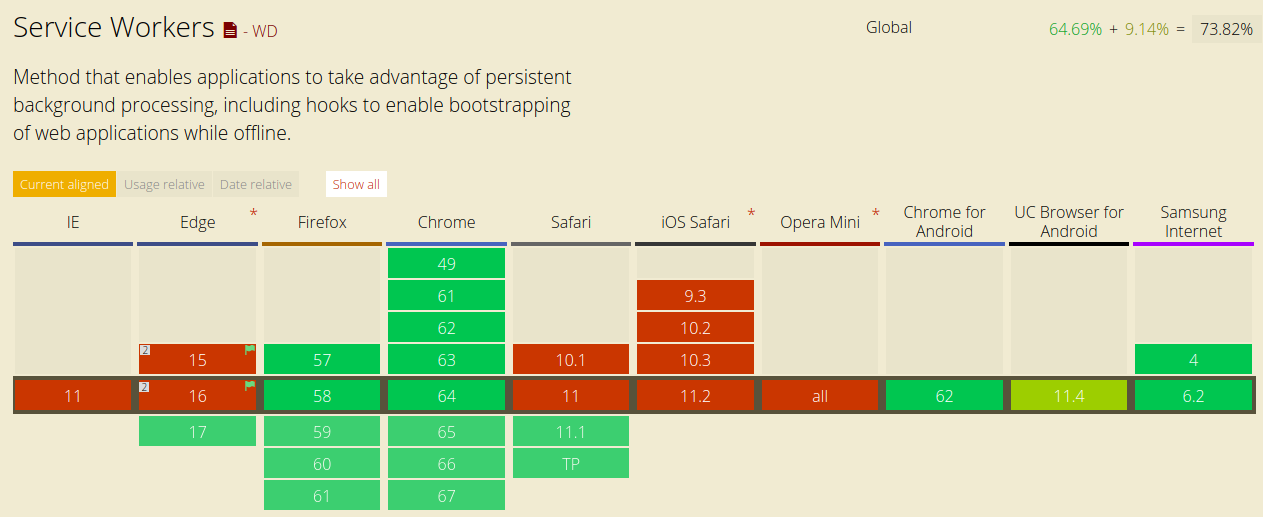 Service Workers - WD
Global
64.69% + 9.14% = 73.82%
Method that enables applications to take advantage of persistent
background processing, including hooks to enable bootstrapping
of web applications while offline.
Current aligned Usage relative Date relative Show all
IE Edge * Firefox Chrome Safari iOS Safari * Opera Mini * Chrome for Android UC Browser for Android Samsung Internet
49
61 9.3
62 10.2
2 15 57 63 10.1 10.3 4
11 2 16 58 64 11 11.2 all 62 11.4 6.2
17 59 65 11.1
60 66 TP
61 67